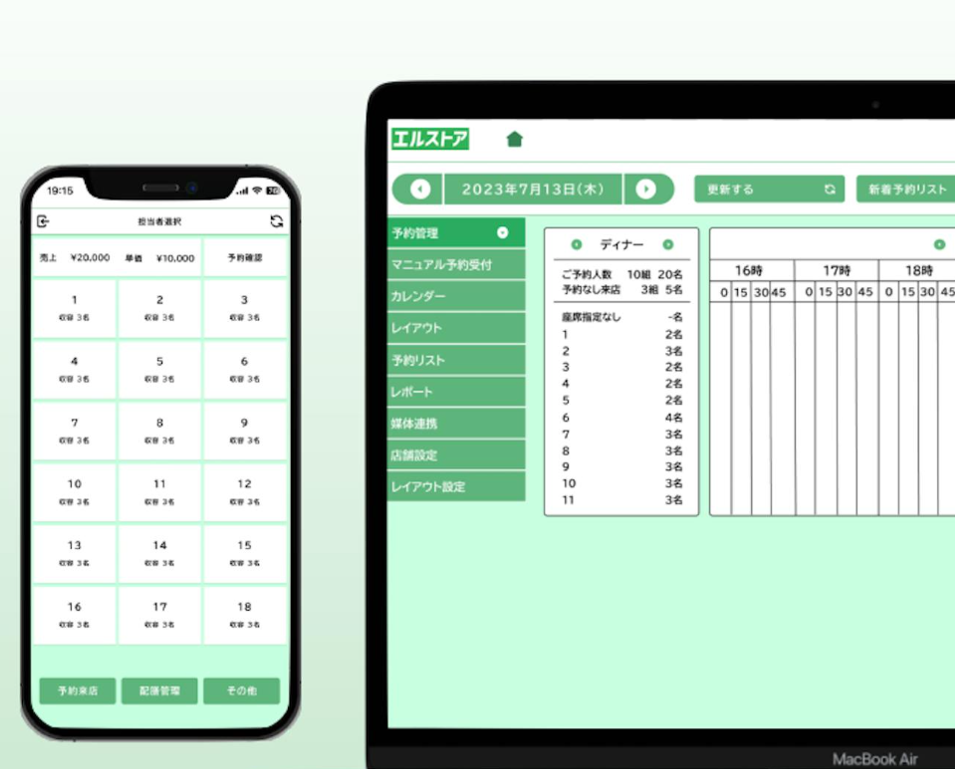 19:15
担当者選択
売上 ¥20,000 単価 ¥10,000 予約確認
1 2 3
収容 3名 収容 3名 収容 3名
4 5 6
収容 3名 収容 3名 収容 3名
7 8 9
収容 3名 収容 3名 収容 3名
10 11 12
収容 3名 収容 3名 収容 3名
13 14 15
収容 3名 収容 3名 収容 3名
16 17 18
収容 3名 収容 3名 収容 3名
予約来店 配膳管理 その他
エルストア
2023年7月13日(木) 更新する 新着予約リスト
予約管理
マニュアル予約受付
カレンダー
レイアウト
予約リスト
レポート
媒体連携
店舗設定
レイアウト設定
ディナー
ご予約人数 10組 20名
予約なし来店 3組 5名
座席指定なし -名
1 2名
2 3名
3 2名
4 2名
5 2名
6 4名
7 3名
8 3名
9 3名
10 3名
11 3名
16時 17時 18時
0 15 30 45 0 15 30 45 0 15 30 45
MacBook Air